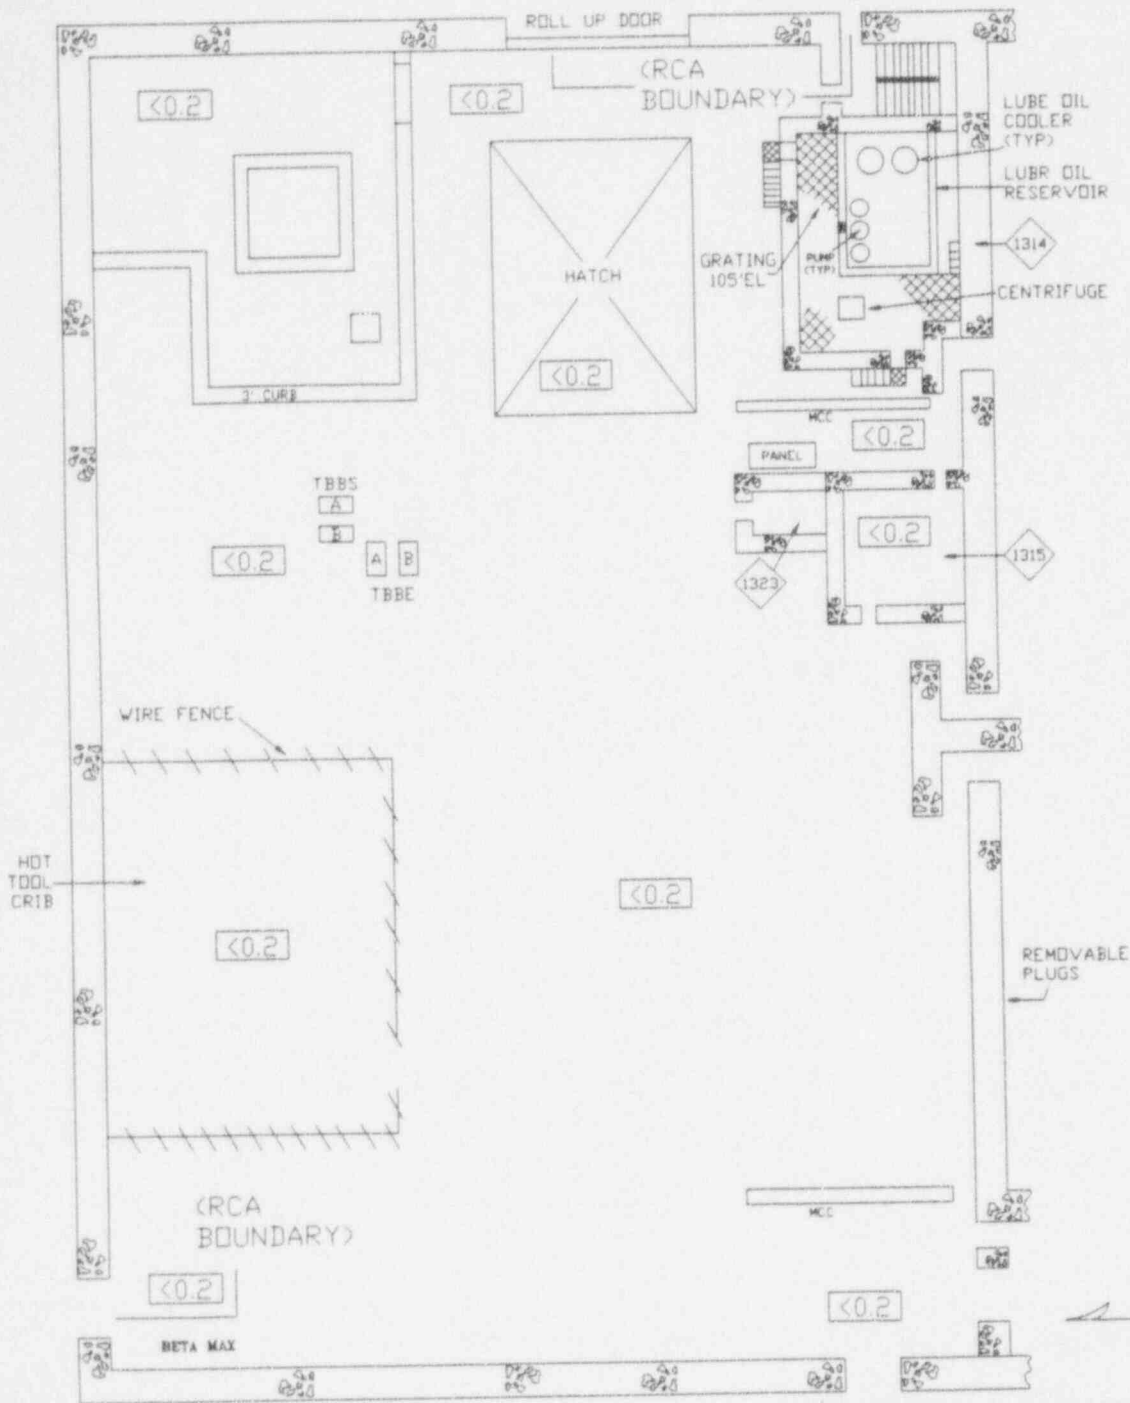 ROLL UP DOOR
(RCA
BOUNDARY)
<0.2
<0.2
LUBE OIL
COOLER
(TYP)
LUBR OIL
RESERVOIR
1314
GRATING
105'EL
PUMP
(TYP)
HATCH
CENTRIFUGE
<0.2
3' CURB
MCC
<0.2
PANEL
TBBS
A
B
<0.2
A
B
TBBE
<0.2
1323
1315
WIRE FENCE
HOT
TOOL
CRIB
<0.2
<0.2
REMOVABLE
PLUGS
(RCA
BOUNDARY)
MCC
<0.2
<0.2
BETA MAX